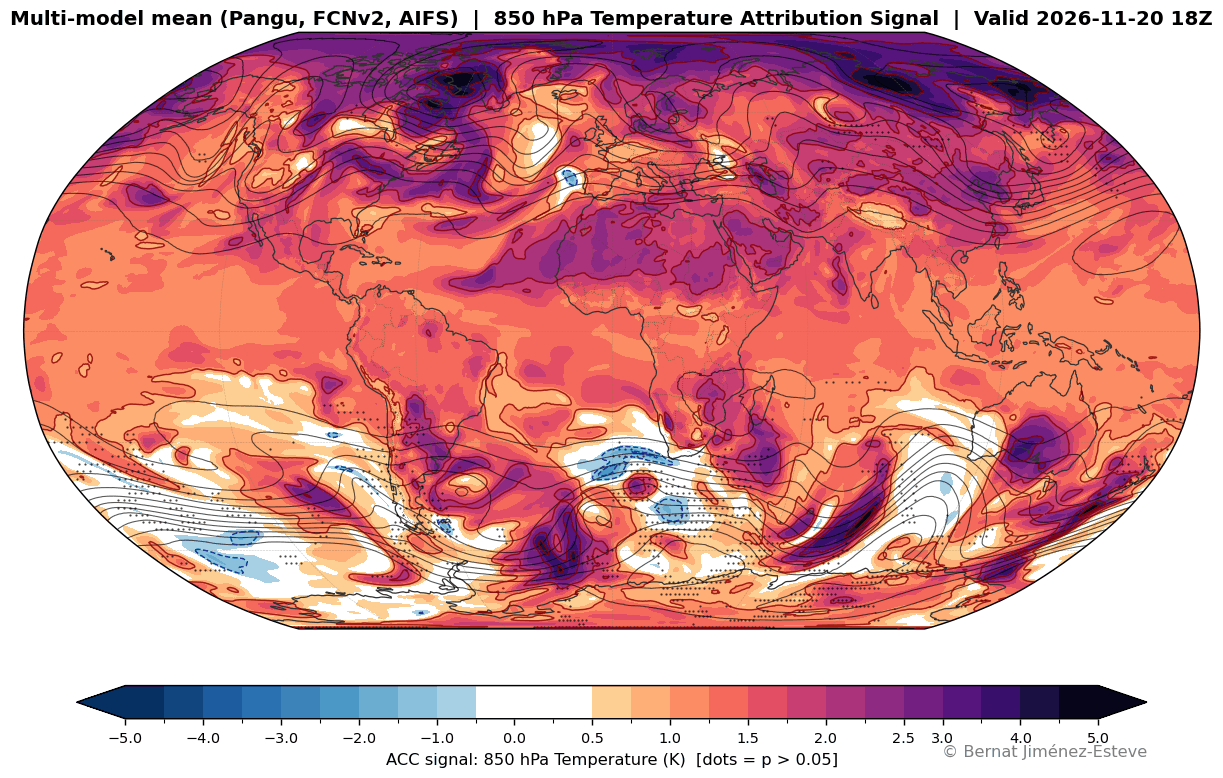 Multi-model mean (Pangu, FCNv2, AIFS)  |  850 hPa Temperature Attribution Signal  |  Valid 2026-11-20 18Z
−5.0 −4.0 −3.0 −2.0 −1.0 0.0 0.5 1.0 1.5 2.0 2.5 3.0 4.0 5.0
ACC signal: 850 hPa Temperature (K)  [dots = p > 0.05]
© Bernat Jiménez-Esteve